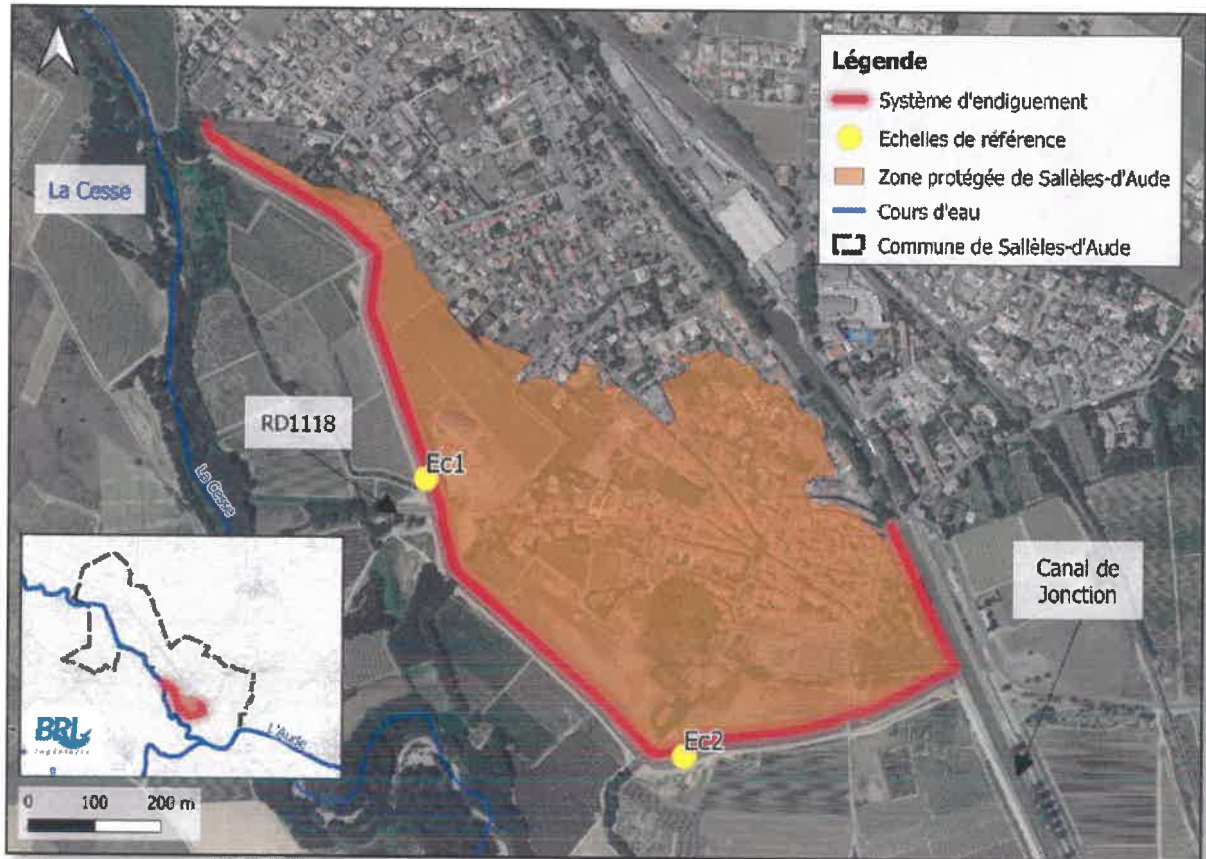 Légende
Système d'endiguement
Echelles de référence
Zone protégée de Sallèles-d'Aude
Cours d'eau
Commune de Sallèles-d'Aude
La Cesse
RD1118
La Cesse
Ec1
Ec2
Canal de
Jonction
L'Aude
BRL
Ingénierie
0 100 200 m